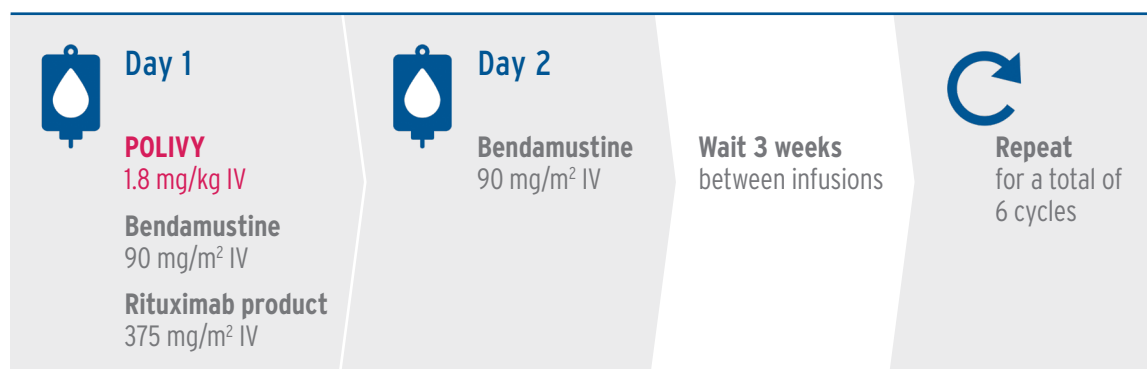 Day 1
POLIVY
1.8 mg/kg IV
Bendamustine
90 mg/m² IV
Rituximab product
375 mg/m² IV
Day 2
Bendamustine
90 mg/m² IV
Wait 3 weeks
between infusions
Repeat
for a total of
6 cycles